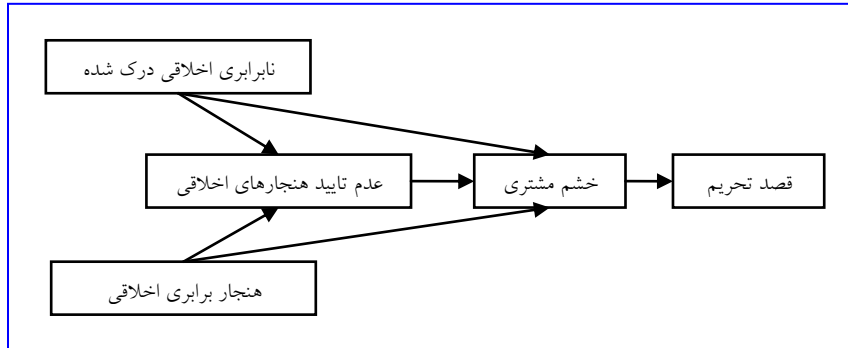 نابرابری اخلاقی درک شده
عدم تایید هنجارهای اخلاقی
خشم مشتری
قصد تحریم
هنجار برابری اخلاقی